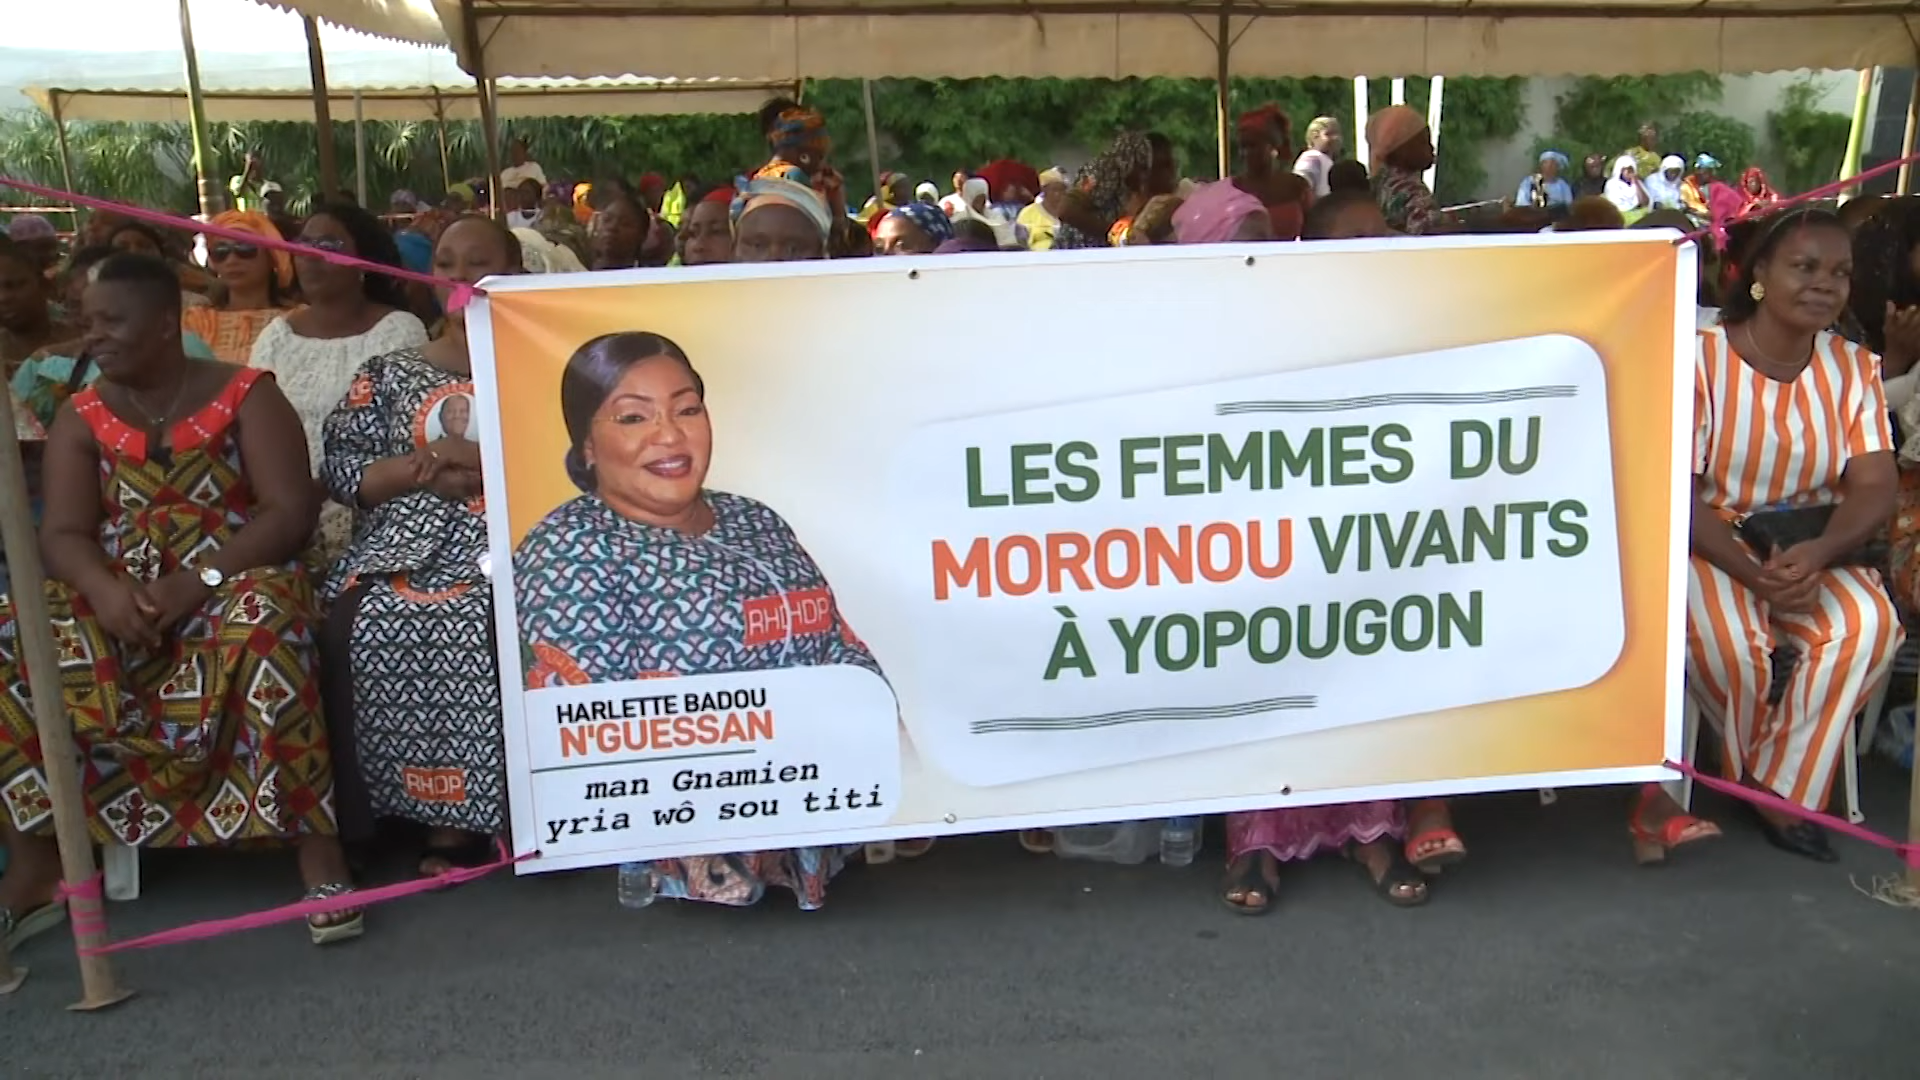 LES FEMMES DU
MORONOU VIVANTS
À YOPOUGON
RHDP
HARLETTE BADOU
N'GUESSAN
man Gnamien
yria wô sou titi
RHDP